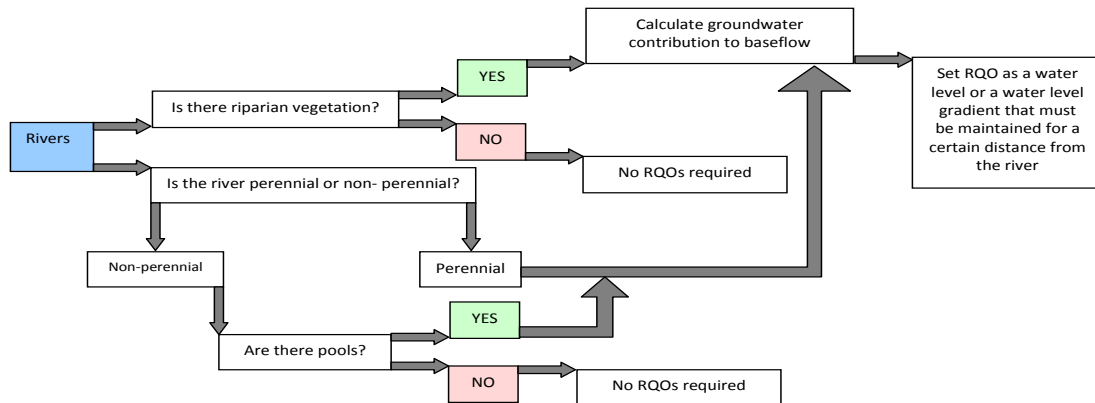 Calculate groundwater
contribution to baseflow
YES
Set RQO as a water
level or a water level
gradient that must
be maintained for a
certain distance from
the river
Is there riparian vegetation?
Rivers
NO
No RQOs required
Is the river perennial or non- perennial?
Non-perennial
Perennial
YES
Are there pools?
NO
No RQOs required